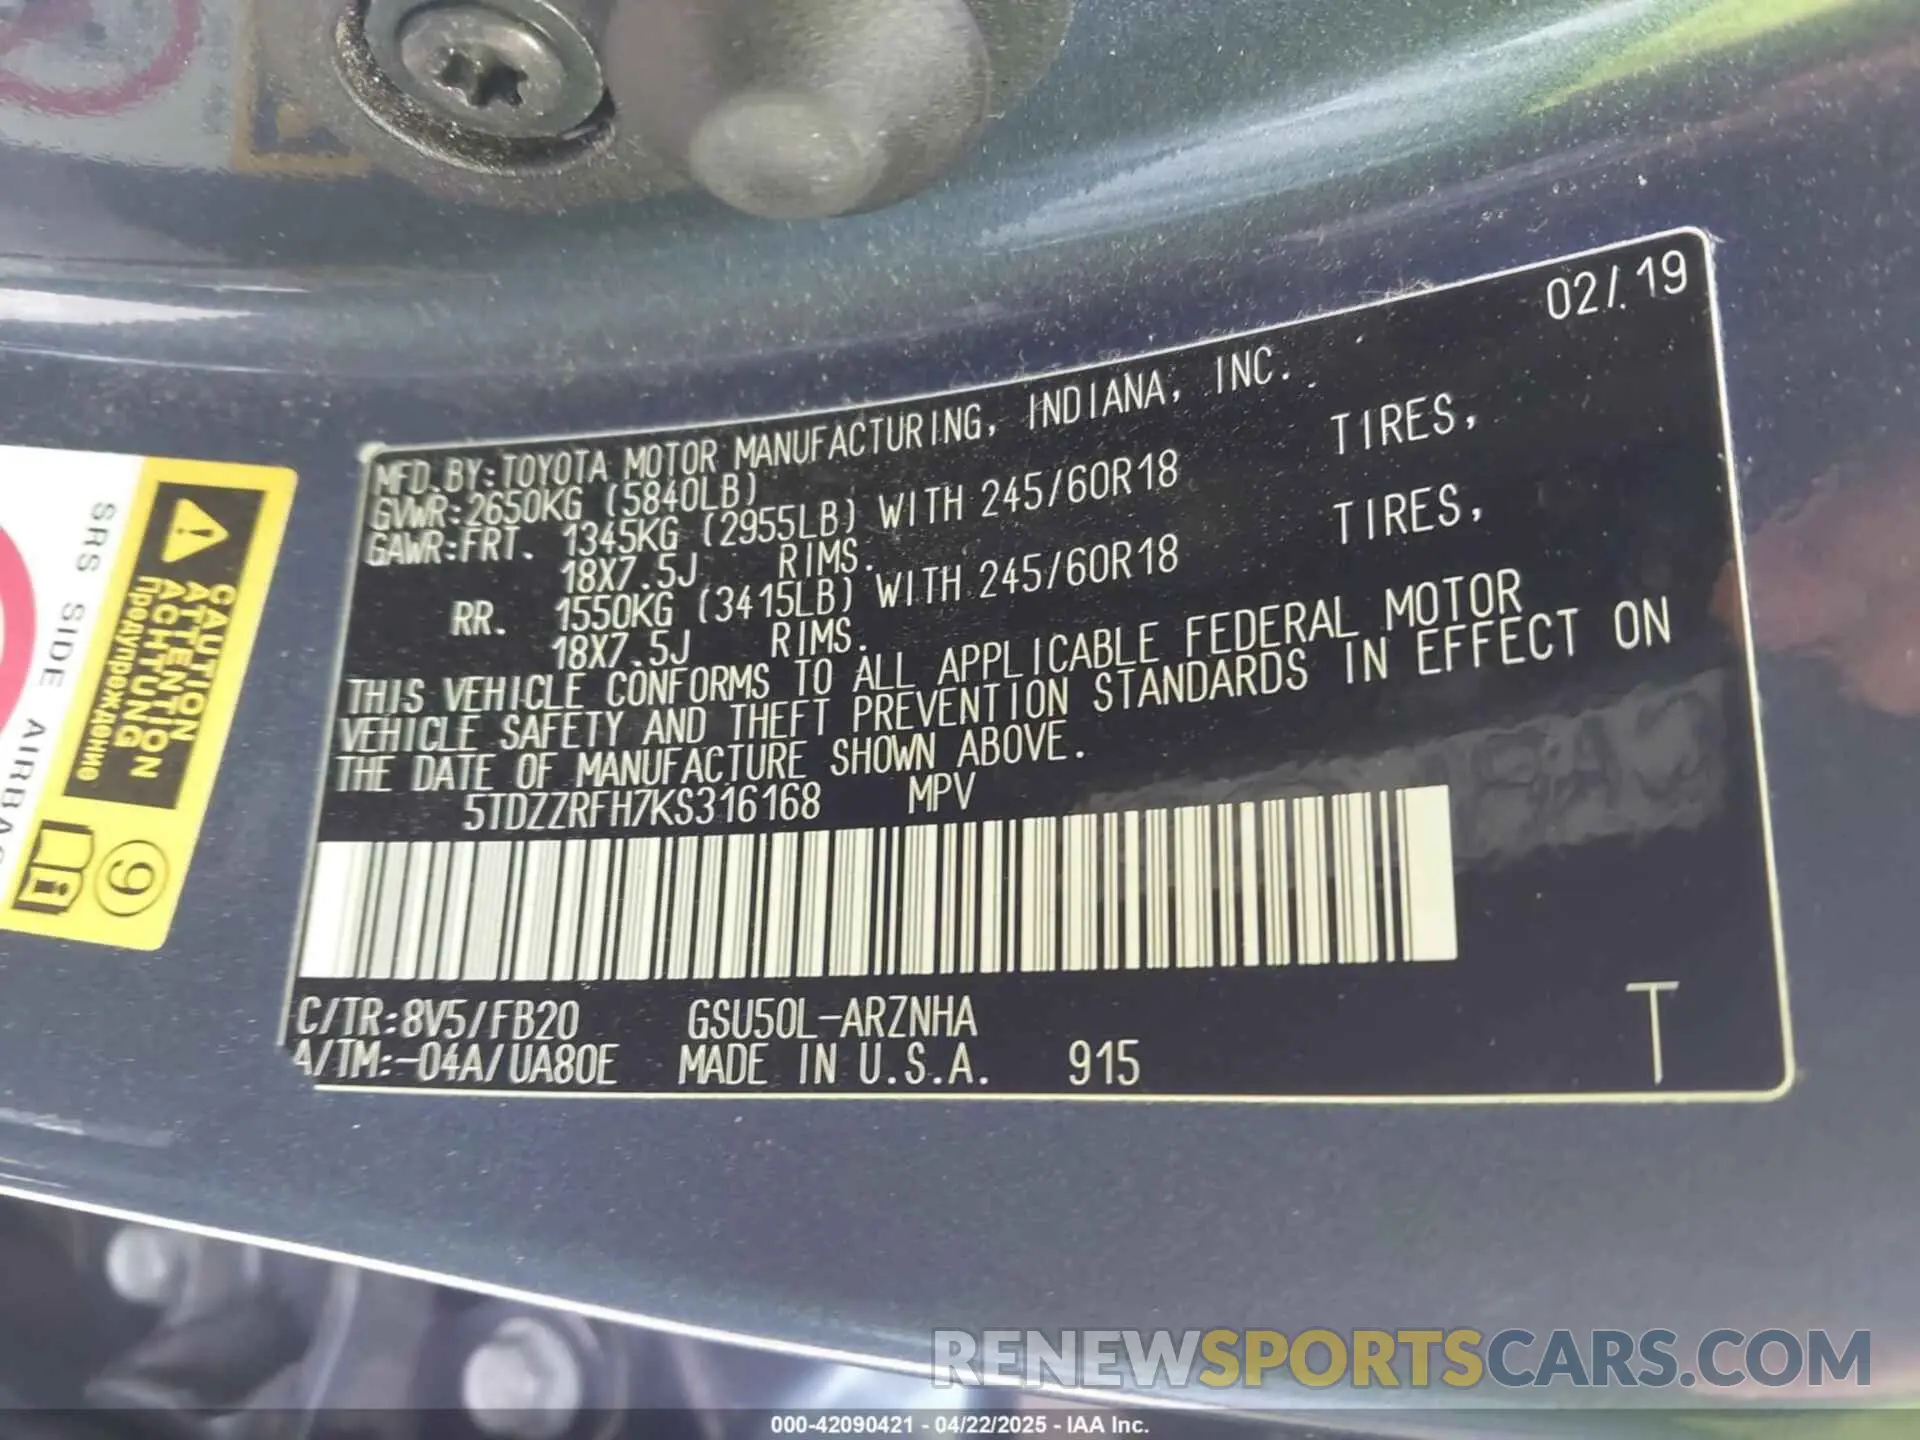 02/.19
MFD.BY:TOYOTA MOTOR MANUFACTURING, INDIANA, INC.
GVWR:2650KG (5840LB)
GAWR:FRT. 1345KG (2955LB) WITH 245/60R18 TIRES,
18X7.5J RIMS.
RR. 1550KG (3415LB) WITH 245/60R18 TIRES,
18X7.5J RIMS.
THIS VEHICLE CONFORMS TO ALL APPLICABLE FEDERAL MOTOR
VEHICLE SAFETY AND THEFT PREVENTION STANDARDS IN EFFECT ON
THE DATE OF MANUFACTURE SHOWN ABOVE.
5TDZZRFH7KS316168 MPV
C/TR:8V5/FB20 GSU50L-ARZNHA
A/TM:-04A/UA80E MADE IN U.S.A. 915
T
CAUTION
ATTENTION
ACHTUNG
Предупреждение
9
SRS SIDE
RENEWSPORTSCARS.COM
000-42090421 - 04/22/2025 - IAA Inc.